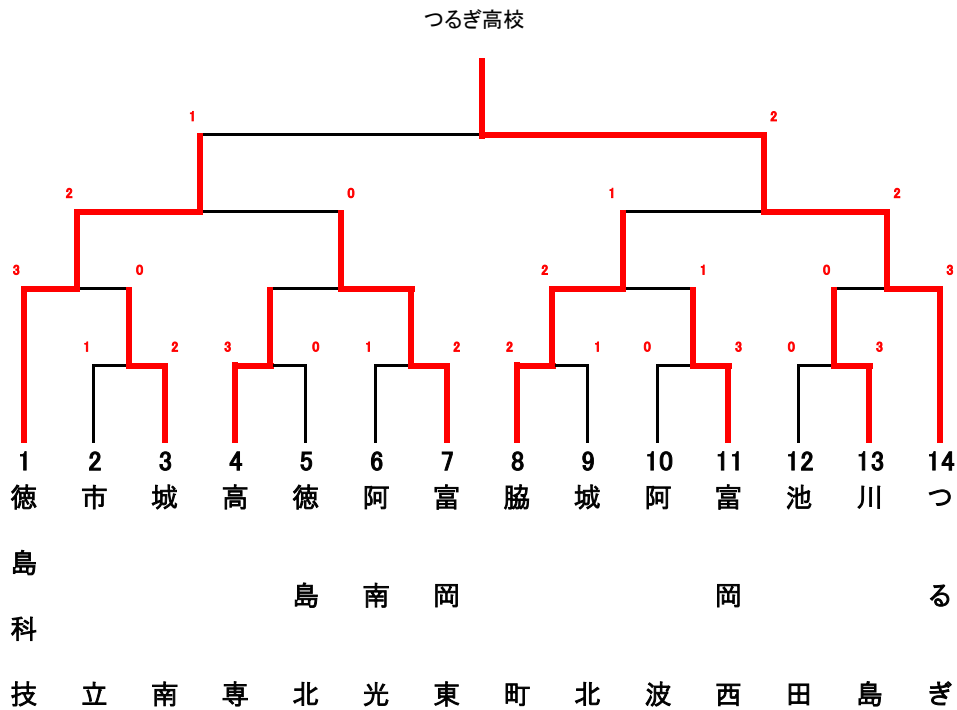 つるぎ高校
1 2
2 0 1 2
3 0 2 1 0 3
1 2 3 0 1 2 2 1 0 3 0 3
1 2 3 4 5 6 7 8 9 10 11 12 13 14
徳島科技
市立
城南
高専
徳島北
阿南光
富岡東
脇町
城北
阿波
富岡西
池田
川島
つるぎ